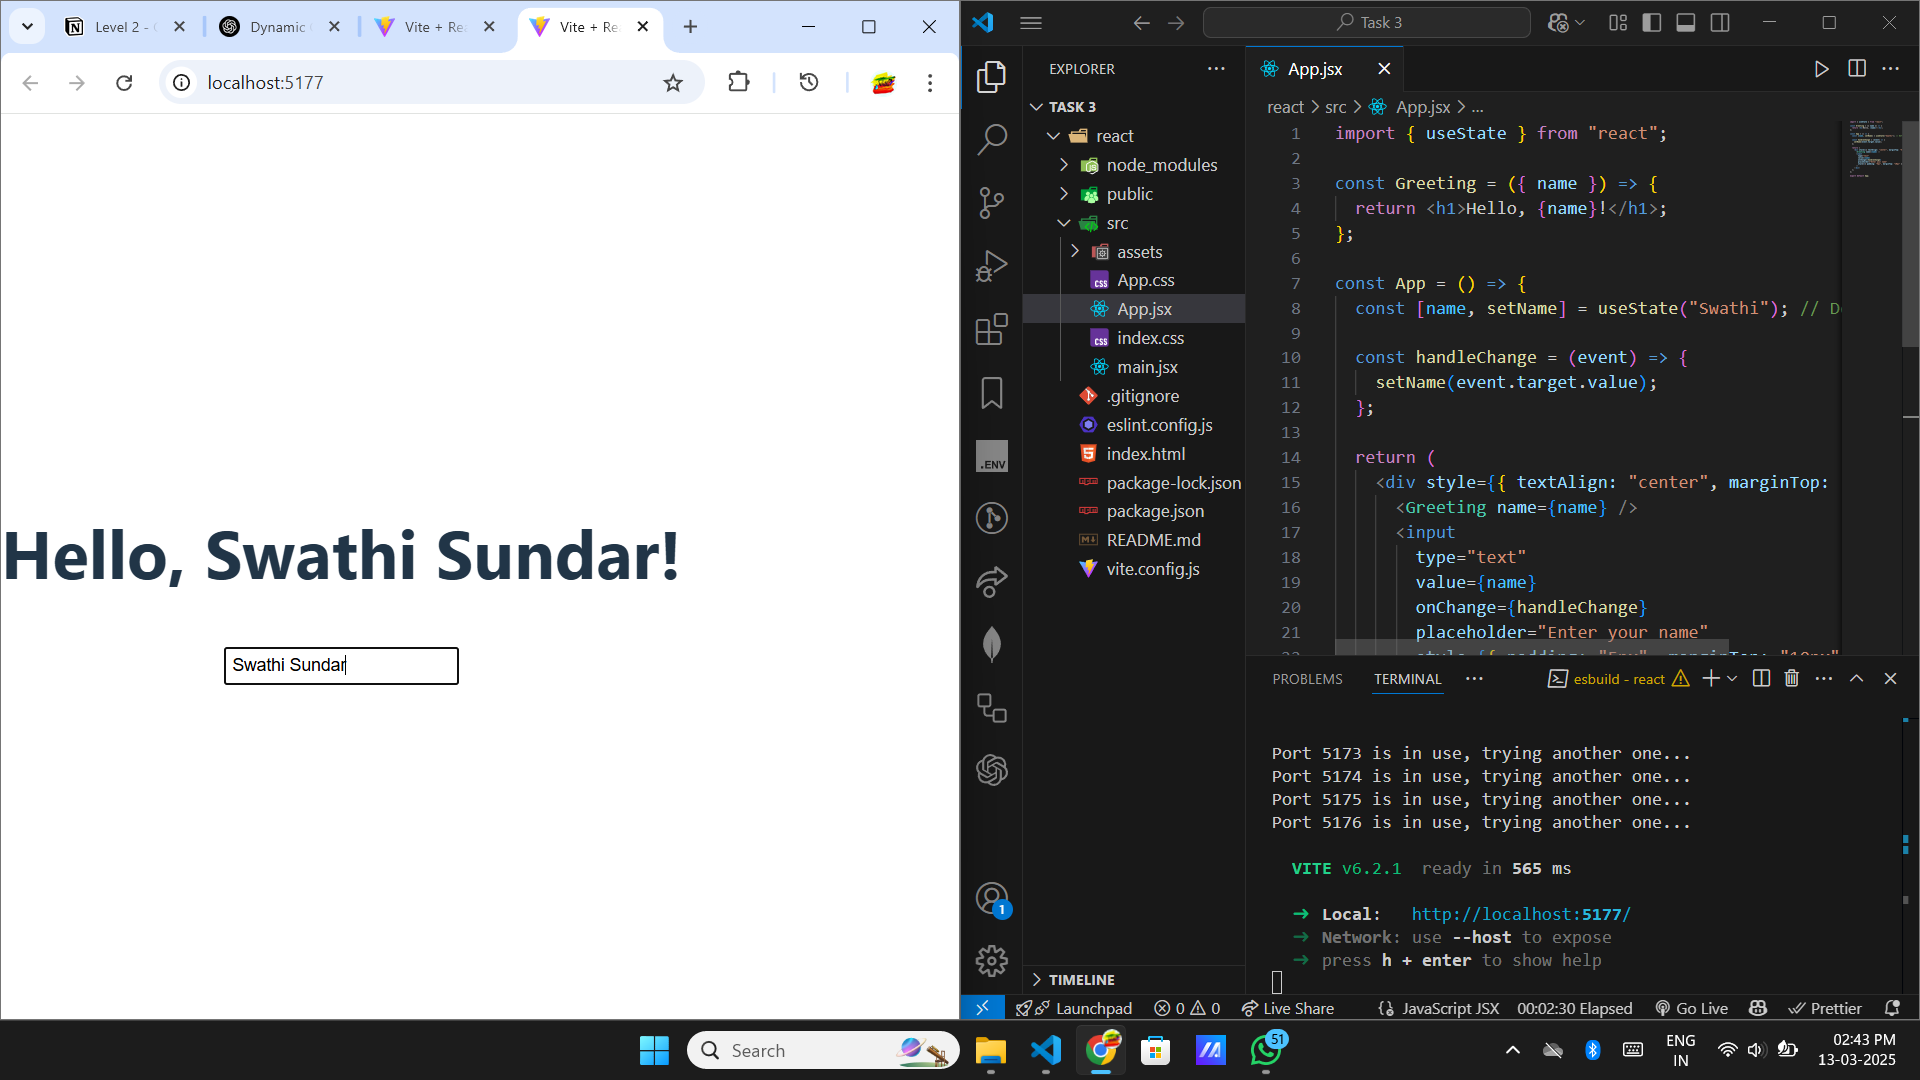 Level 2 - 
Dynamic
Vite + Re
Vite + Re
localhost:5177
Hello, Swathi Sundar!
Swathi Sundar
Task 3
EXPLORER
TASK 3
react
node_modules
public
src
assets
App.css
App.jsx
index.css
main.jsx
.gitignore
eslint.config.js
index.html
package-lock.json
package.json
README.md
vite.config.js
TIMELINE
.ENV
1
App.jsx
react > src > App.jsx > ...
1 import { useState } from "react";
2
3 const Greeting = ({ name }) => {
4 return <h1>Hello, {name}!</h1>;
5 };
6
7 const App = () => {
8 const [name, setName] = useState("Swathi"); // D
9
10 const handleChange = (event) => {
11 setName(event.target.value);
12 };
13
14 return (
15 <div style={{ textAlign: "center", marginTop:
16 <Greeting name={name} />
17 <input
18 type="text"
19 value={name}
20 onChange={handleChange}
21 placeholder="Enter your name"
PROBLEMS
TERMINAL
esbuild - react
Port 5173 is in use, trying another one...
Port 5174 is in use, trying another one...
Port 5175 is in use, trying another one...
Port 5176 is in use, trying another one...
VITE v6.2.1 ready in 565 ms
➜ Local: http://localhost:5177/
➜ Network: use --host to expose
➜ press h + enter to show help
Launchpad
0 0
Live Share
JavaScript JSX
00:02:30 Elapsed
Go Live
Prettier
Search
51
ENG
IN
02:43 PM
13-03-2025